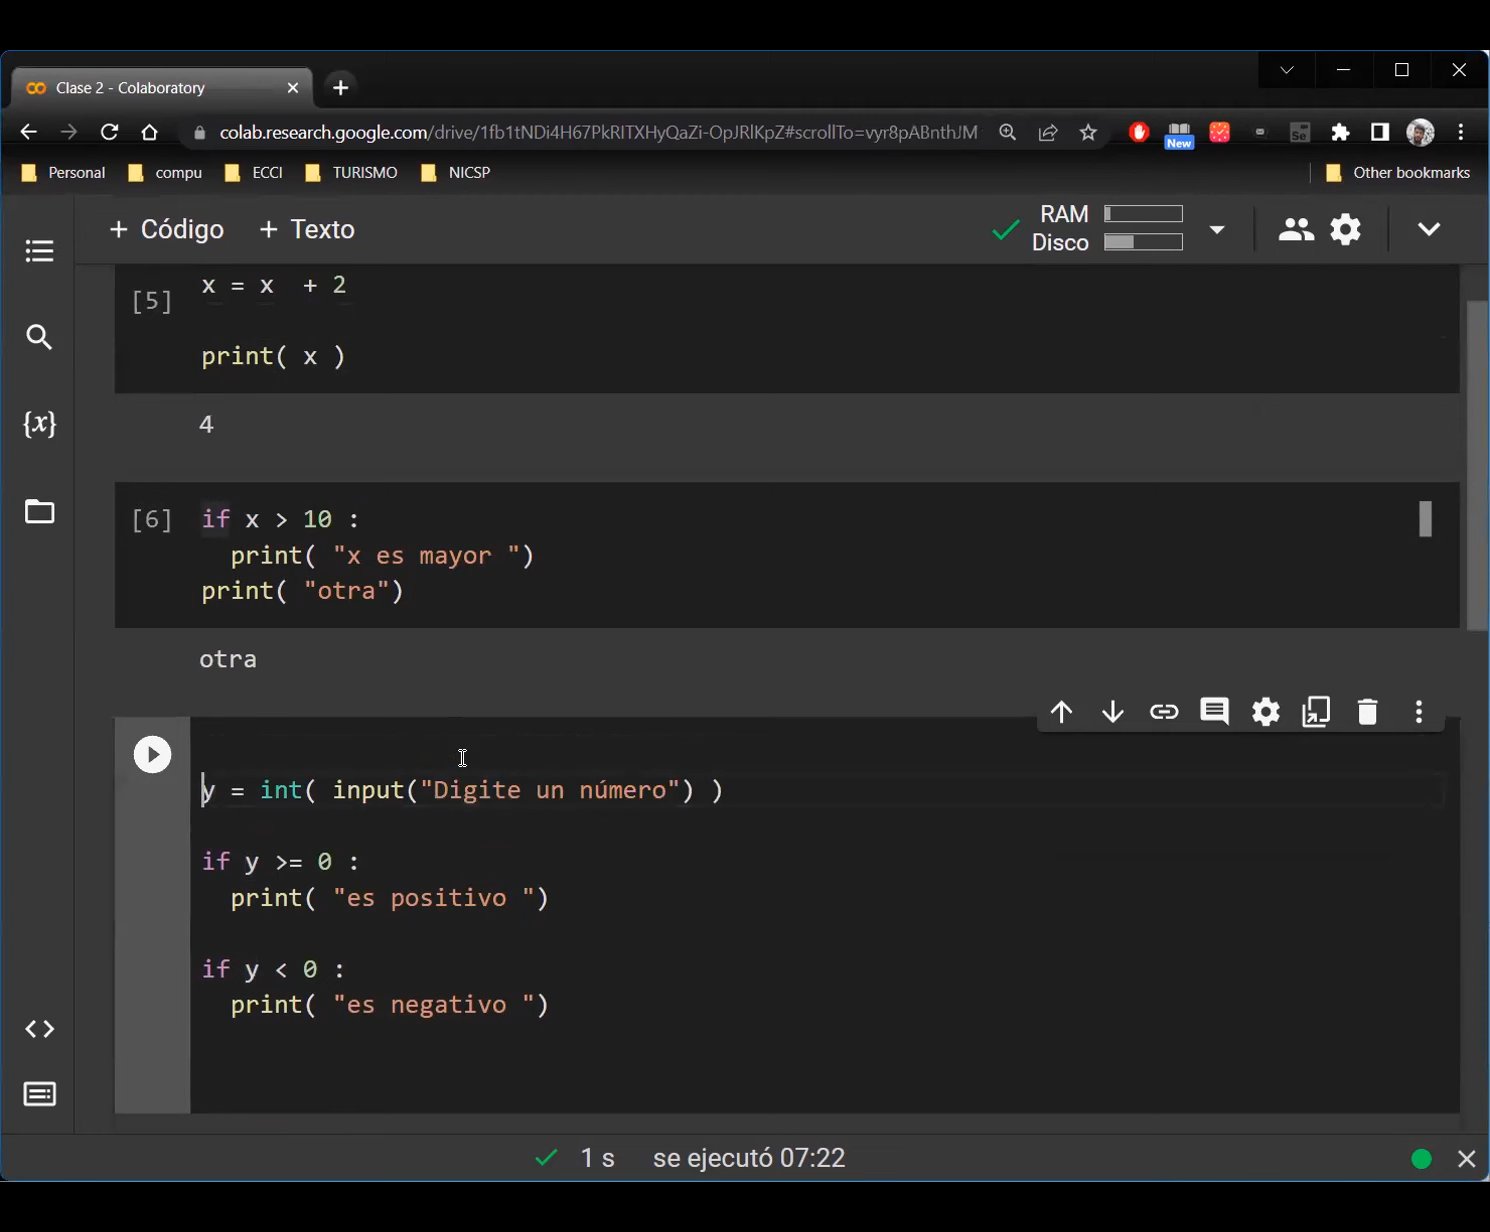 Clase 2 - Colaboratory
colab.research.google.com/drive/1fb1tNDi4H67PkRITXHyQaZi-OpJRlKpZ#scrollTo=vyr8pABnthJM
Se
New
Personal compu ECCI TURISMO NICSP Other bookmarks
+ Código + Texto
RAM
Disco
{x}
[5] x = x + 2
print( x )
4
[6] if x > 10 :
print( "x es mayor ")
print( "otra")
otra
y = int( input("Digite un número") )
if y >= 0 :
print( "es positivo ")
if y < 0 :
print( "es negativo ")
1 s se ejecutó 07:22